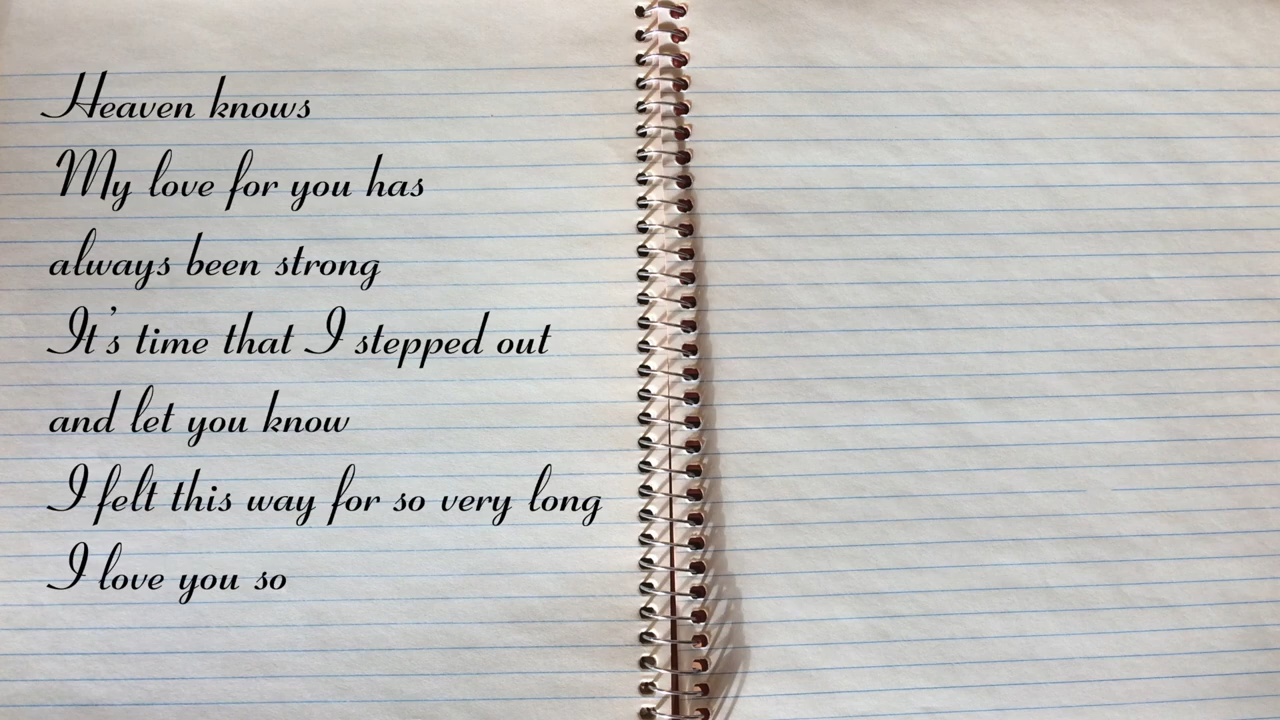 Heaven knows
My love for you has
always been strong
It's time that I stepped out
and let you know
I felt this way for so very long
I love you so